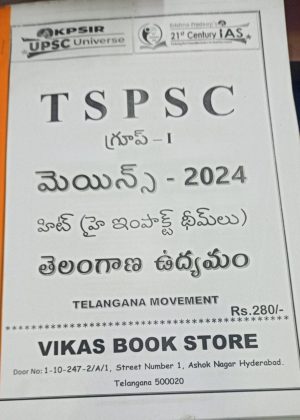 KPSIR
UPSC Universe
21st Century IAS
TSPSC
గ్రూప్ - I
మెయిన్స్ - 2024
హిట్ (హై ఇంపాక్ట్ థీమ్‌లు)
తెలంగాణ ఉద్యమం
TELANGANA MOVEMENT
Rs.280/-
VIKAS BOOK STORE
Door No: 1-10-247-2/A/1, Street Number 1, Ashok Nagar Hyderabad.
Telangana 500020